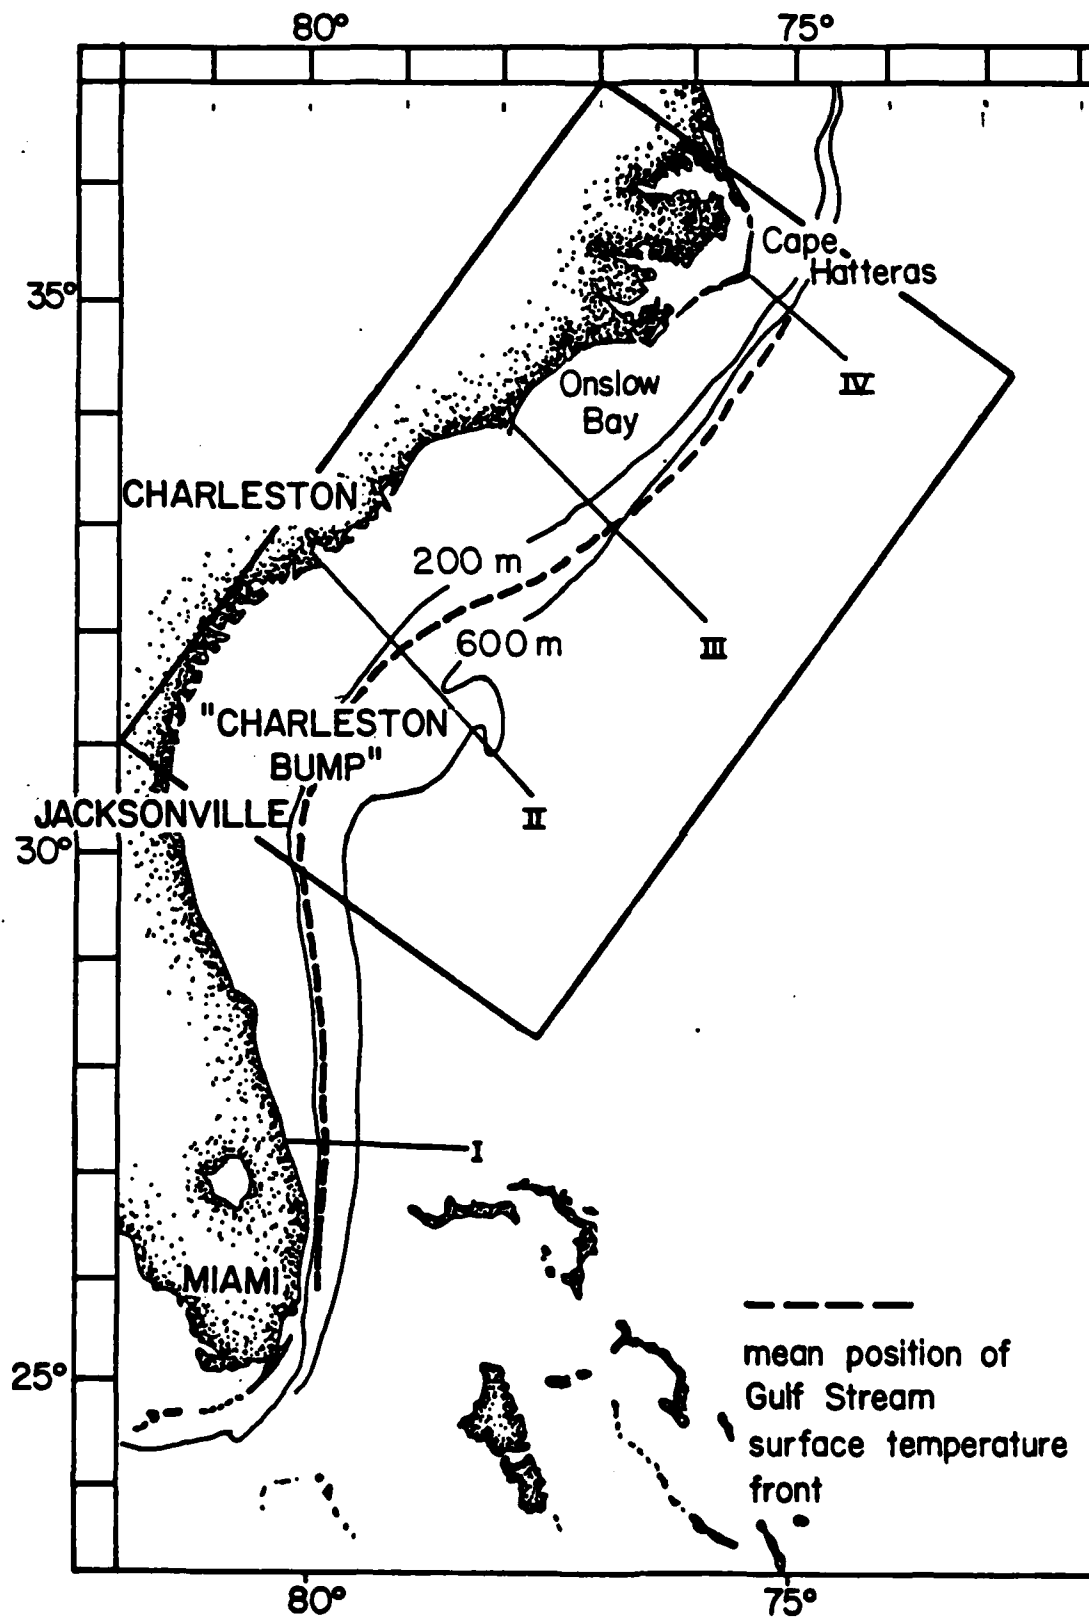 80°
75°
Cape
Hatteras
35°
IV
Onslow
Bay
CHARLESTON
200 m
600 m
III
"CHARLESTON
BUMP"
II
JACKSONVILLE
30°
I
MIAMI
mean position of
Gulf Stream
surface temperature
front
25°
80°
75°